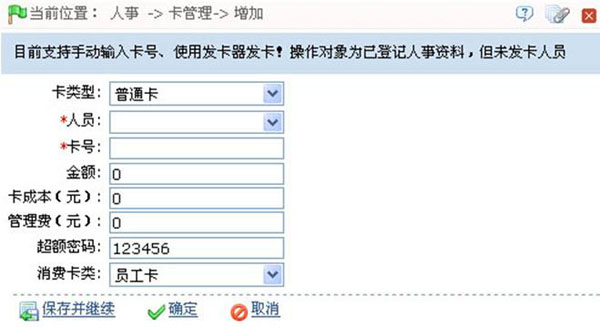 当前位置： 人事 -> 卡管理-> 增加
目前支持手动输入卡号、使用发卡器发卡！操作对象为已登记人事资料，但未发卡人员
卡类型: 普通卡
*人员:
*卡号:
金额: 0
卡成本（元）: 0
管理费（元）: 0
超额密码: 123456
消费卡类: 员工卡
保存并继续 确定 取消